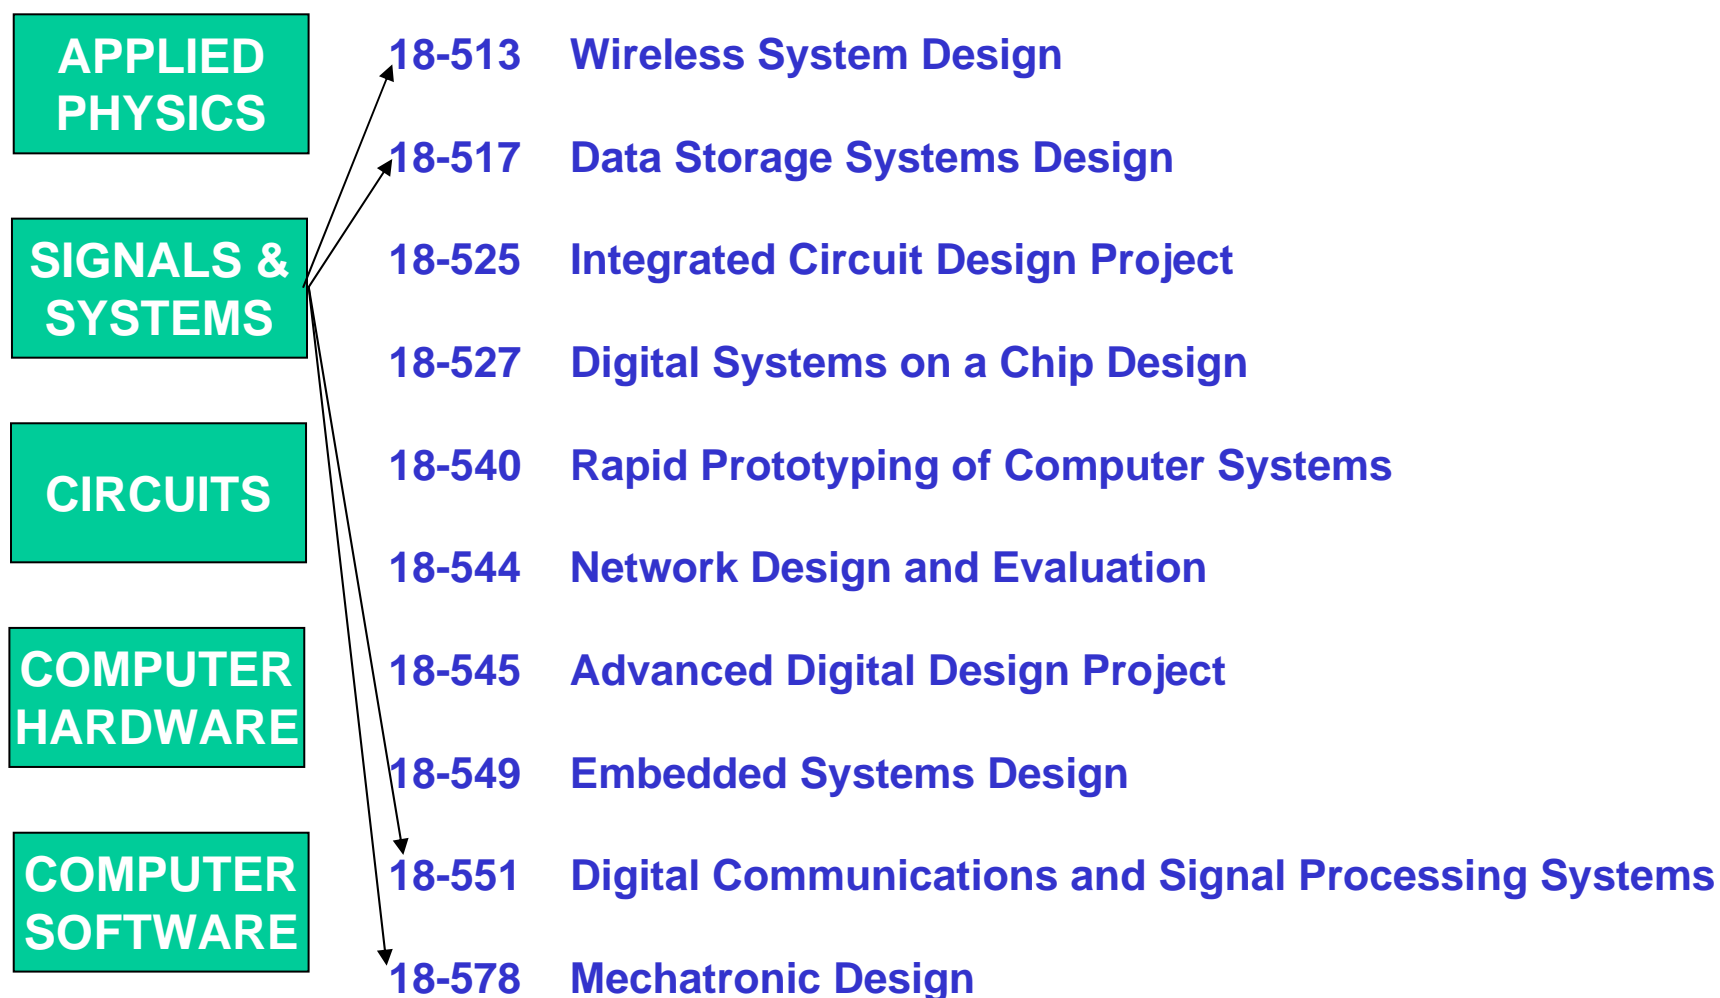 APPLIED
PHYSICS
SIGNALS &
SYSTEMS
CIRCUITS
COMPUTER
HARDWARE
COMPUTER
SOFTWARE
18-513 Wireless System Design
18-517 Data Storage Systems Design
18-525 Integrated Circuit Design Project
18-527 Digital Systems on a Chip Design
18-540 Rapid Prototyping of Computer Systems
18-544 Network Design and Evaluation
18-545 Advanced Digital Design Project
18-549 Embedded Systems Design
18-551 Digital Communications and Signal Processing Systems
18-578 Mechatronic Design